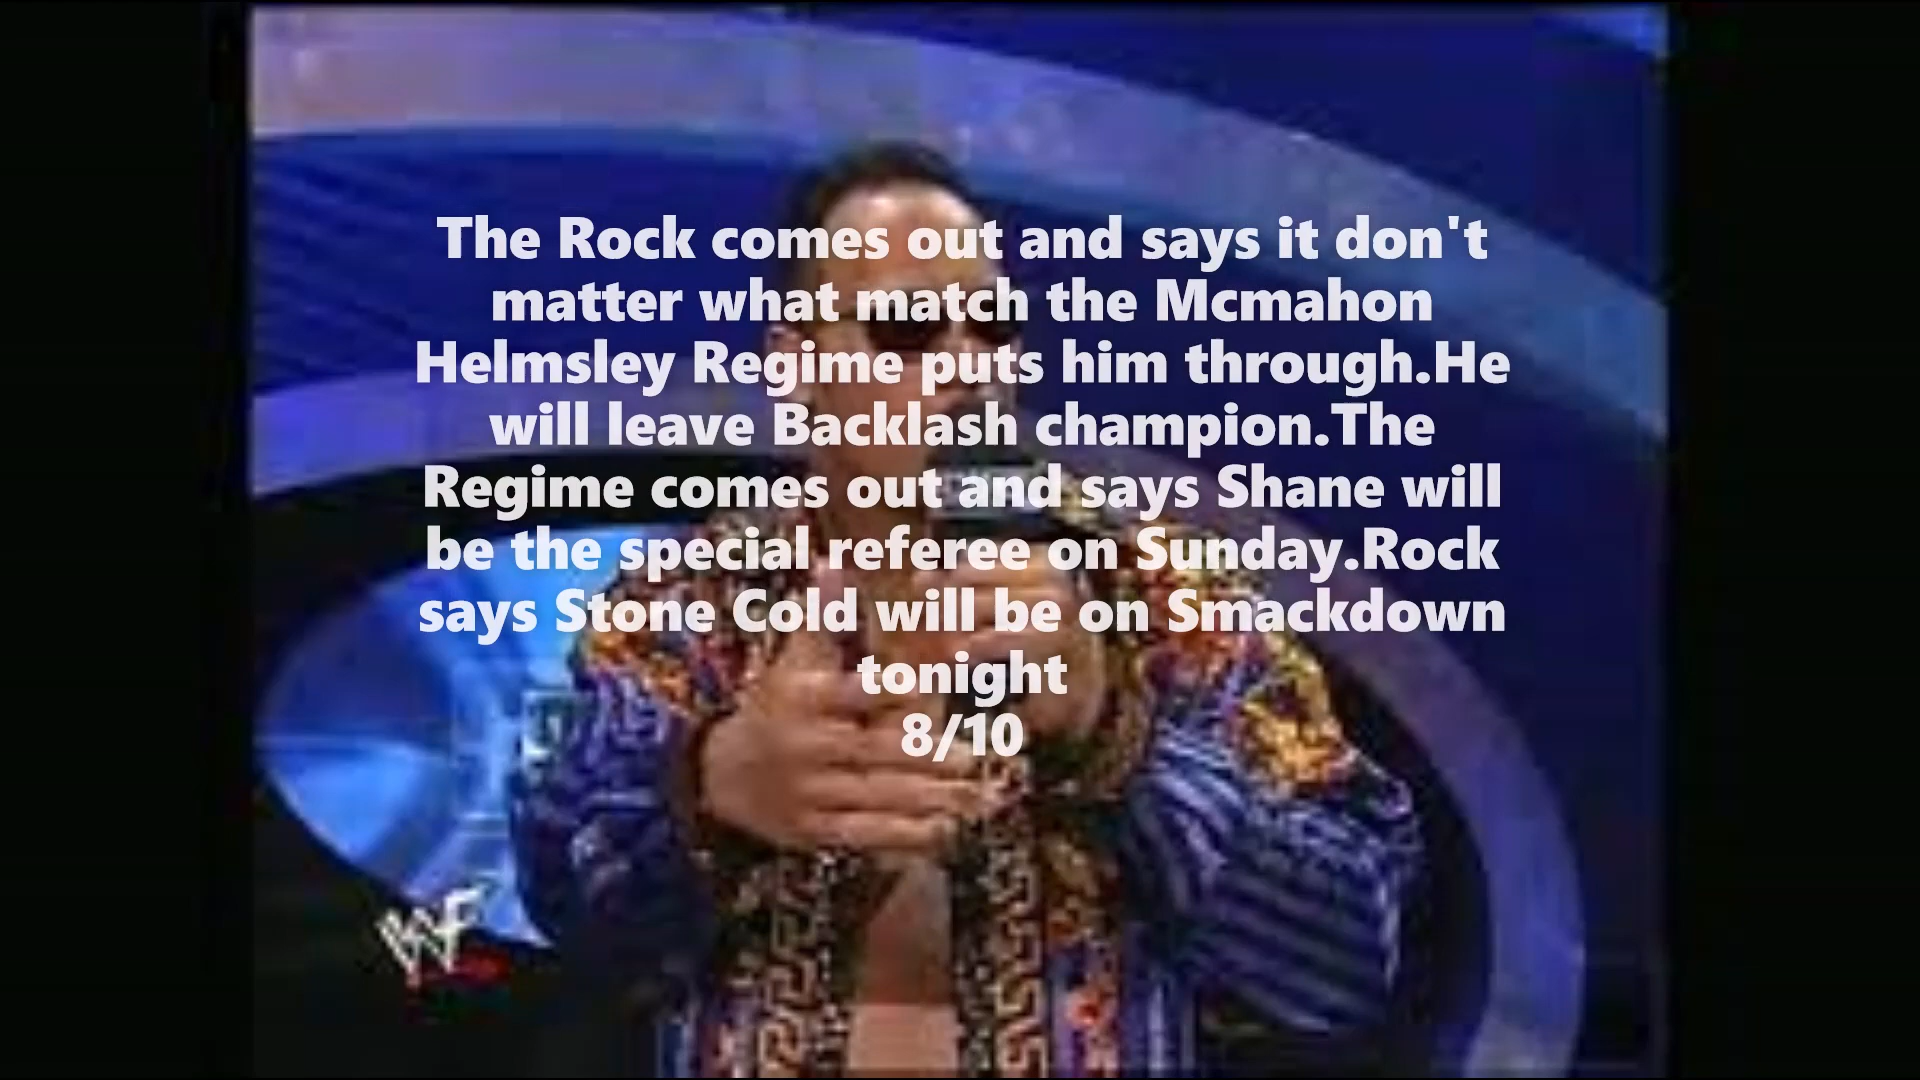 The Rock comes out and says it don't
matter what match the Mcmahon
Helmsley Regime puts him through.He
will leave Backlash champion.The
Regime comes out and says Shane will
be the special referee on Sunday.Rock
says Stone Cold will be on Smackdown
tonight
8/10
WF